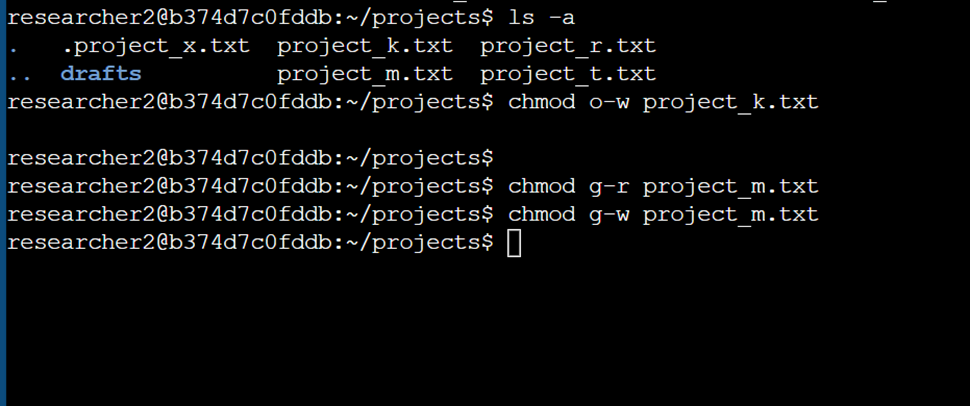 researcher2@b374d7c0fddb:~/projects$ ls -a
.   .project_x.txt  project_k.txt  project_r.txt
..  drafts          project_m.txt  project_t.txt
researcher2@b374d7c0fddb:~/projects$ chmod o-w project_k.txt
researcher2@b374d7c0fddb:~/projects$
researcher2@b374d7c0fddb:~/projects$ chmod g-r project_m.txt
researcher2@b374d7c0fddb:~/projects$ chmod g-w project_m.txt
researcher2@b374d7c0fddb:~/projects$